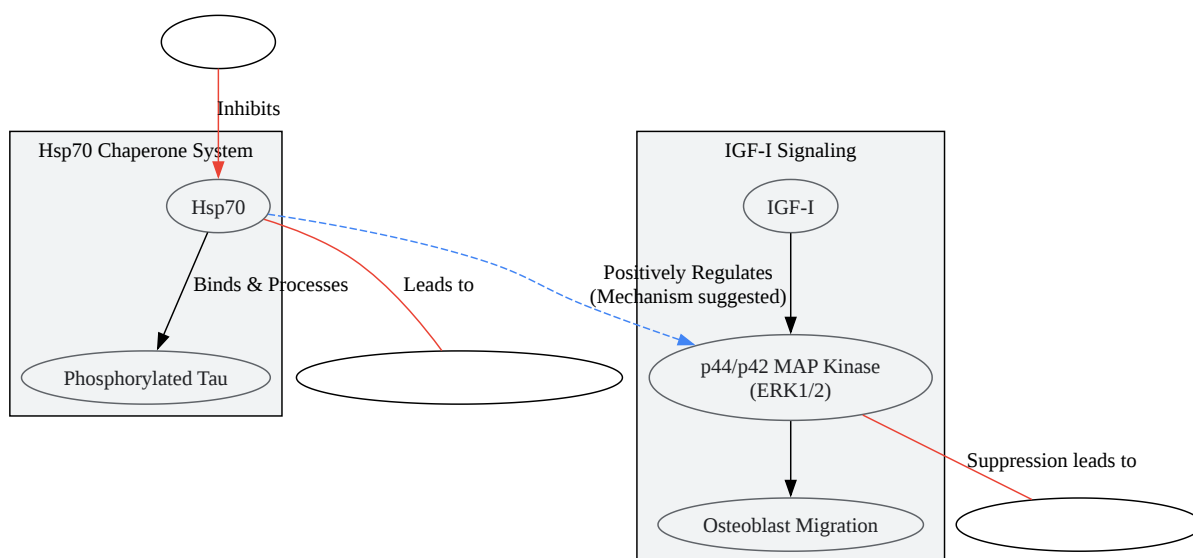 Inhibits
Hsp70 Chaperone System
IGF-I Signaling
Hsp70
IGF-I
Binds & Processes
Leads to
Positively Regulates
(Mechanism suggested)
Phosphorylated Tau
p44/p42 MAP Kinase
(ERK1/2)
Suppression leads to
Osteoblast Migration